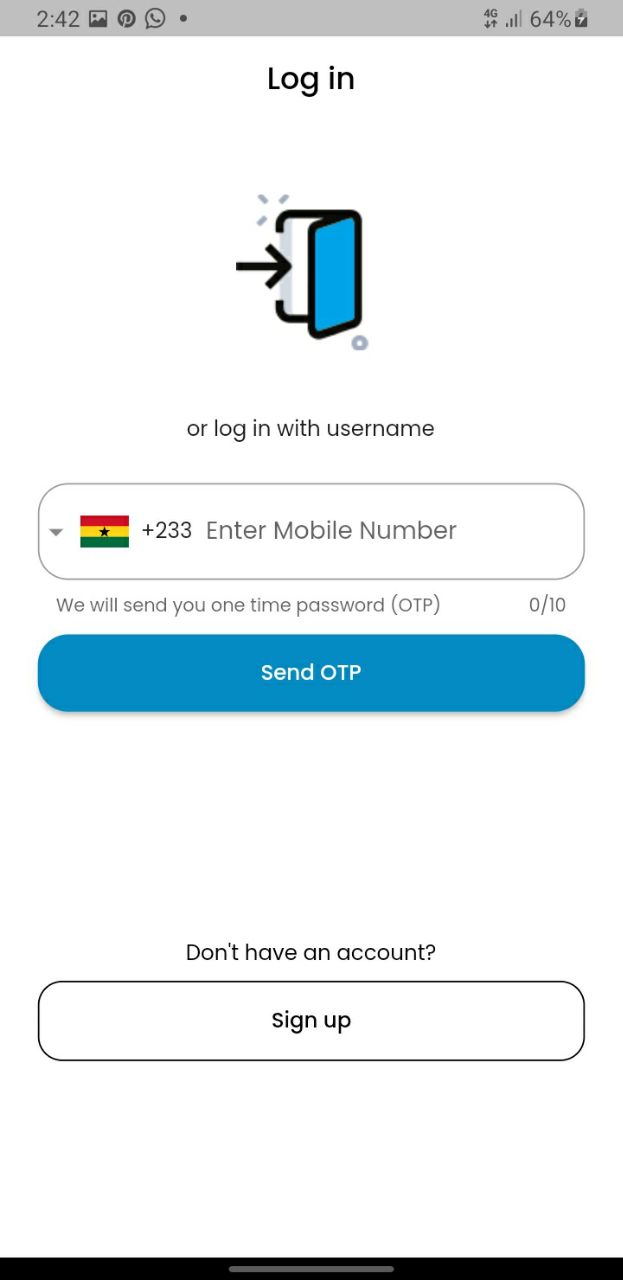 2:42 4G 64%
Log in
or log in with username
+233 Enter Mobile Number
We will send you one time password (OTP) 0/10
Send OTP
Don't have an account?
Sign up